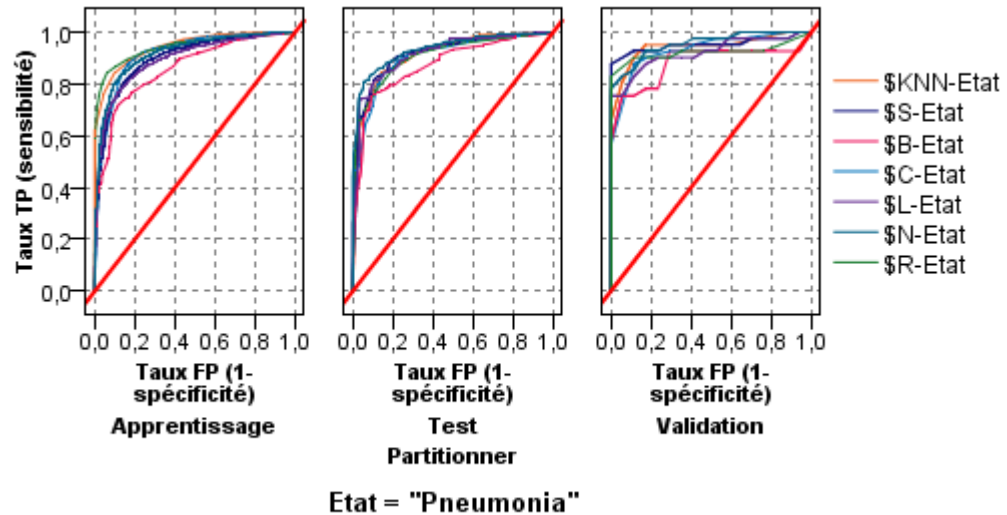 Taux TP (sensibilité)
1,0
0,8
0,6
0,4
0,2
0,0
0,0 0,2 0,4 0,6 0,8 1,0
Taux FP (1-
spécificité)
Apprentissage
0,0 0,2 0,4 0,6 0,8 1,0
Taux FP (1-
spécificité)
Test
0,0 0,2 0,4 0,6 0,8 1,0
Taux FP (1-
spécificité)
Validation
Partitionner
Etat = "Pneumonia"
$KNN-Etat
$S-Etat
$B-Etat
$C-Etat
$L-Etat
$N-Etat
$R-Etat